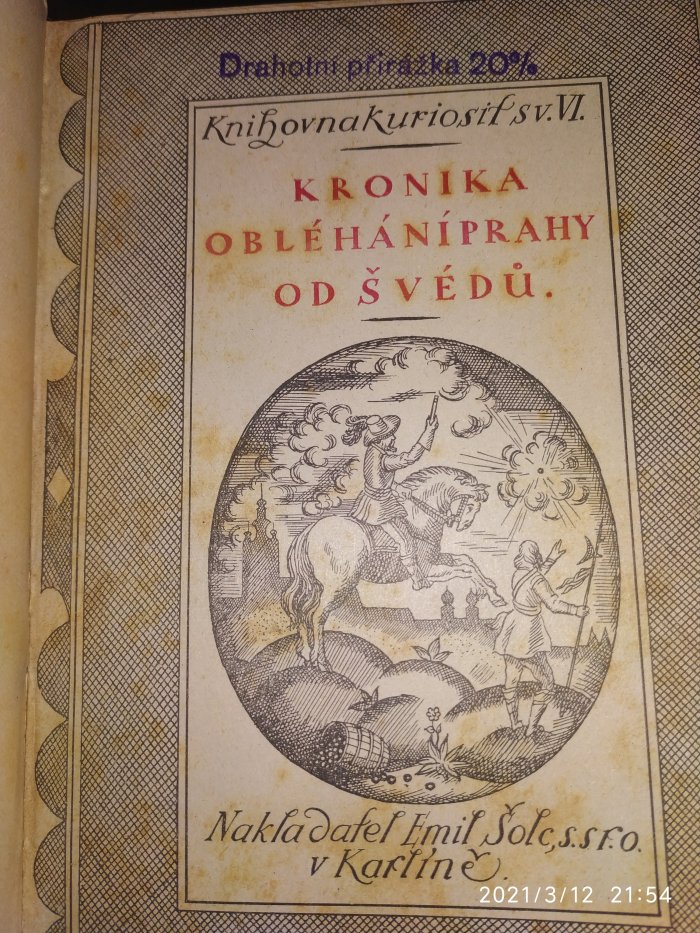 Drahotní přirážka 20%
Knihovna kuriosit sv. VI.
KRONIKA
OBLÉHÁNÍ PRAHY
OD ŠVÉDŮ.
Nakladatel Emil Šolc, s. s r. o.
v Karlíně.
2021/3/12 21:54